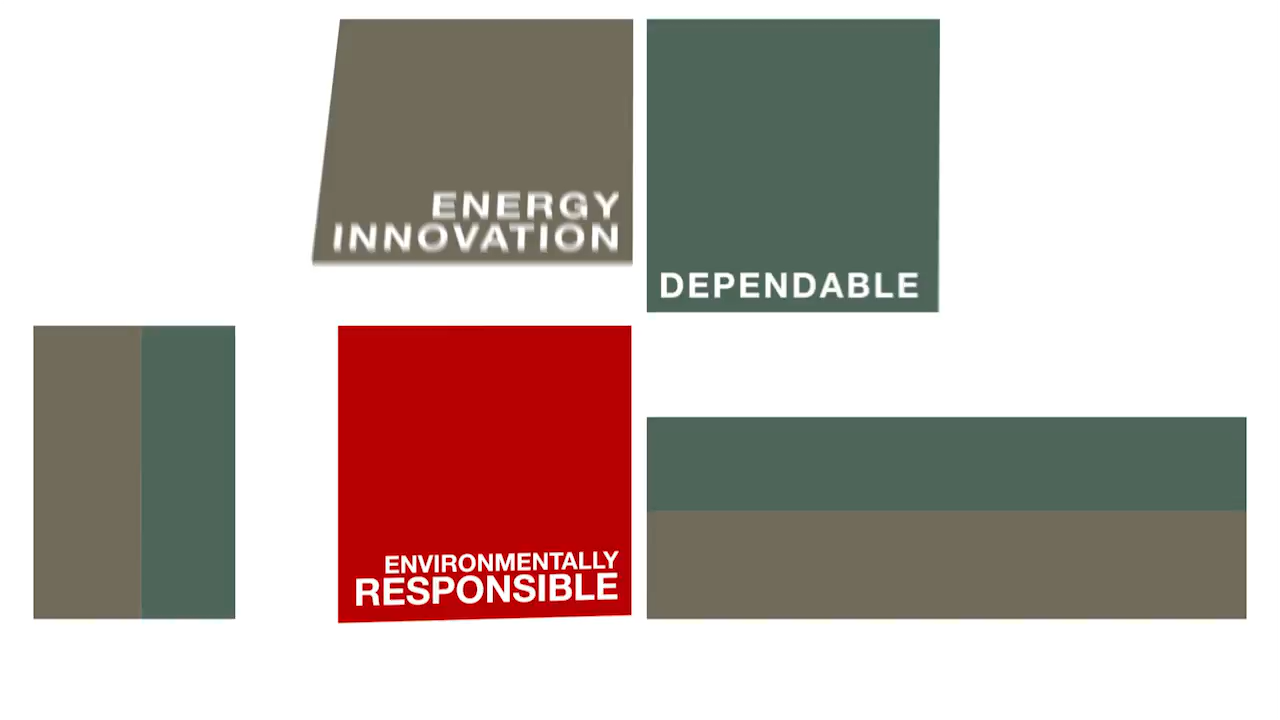 ENERGY
INNOVATION
DEPENDABLE
ENVIRONMENTALLY
RESPONSIBLE